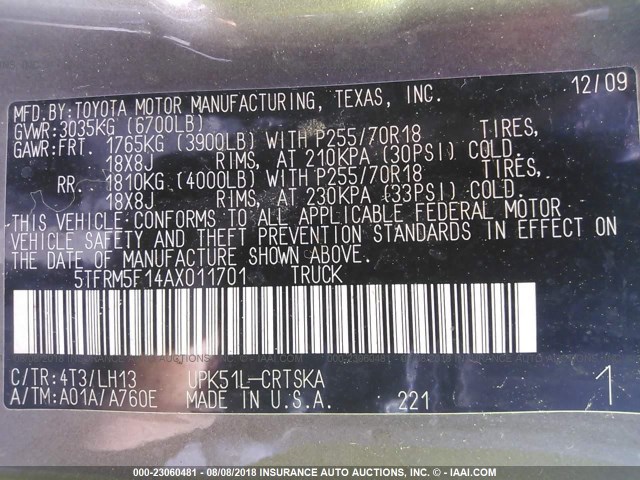 12/09
MFD.BY:TOYOTA MOTOR MANUFACTURING, TEXAS, INC.
GVWR:3035KG (6700LB)
GAWR:FRT. 1765KG (3900LB) WITH P255/70R18 TIRES,
18X8J RIMS, AT 210KPA (30PSI) COLD.
RR. 1810KG (4000LB) WITH P255/70R18 TIRES,
18X8J RIMS, AT 230KPA (33PSI) COLD.
THIS VEHICLE CONFORMS TO ALL APPLICABLE FEDERAL MOTOR
VEHICLE SAFETY AND THEFT PREVENTION STANDARDS IN EFFECT ON
THE DATE OF MANUFACTURE SHOWN ABOVE.
5TFRM5F14AX011701 TRUCK
C/TR:4T3/LH13 UPK51L-CRTSKA
A/TM:A01A/A760E MADE IN U.S.A. 221 1
000-23060481 - 08/08/2018 INSURANCE AUTO AUCTIONS, INC. - © - IAAI.COM